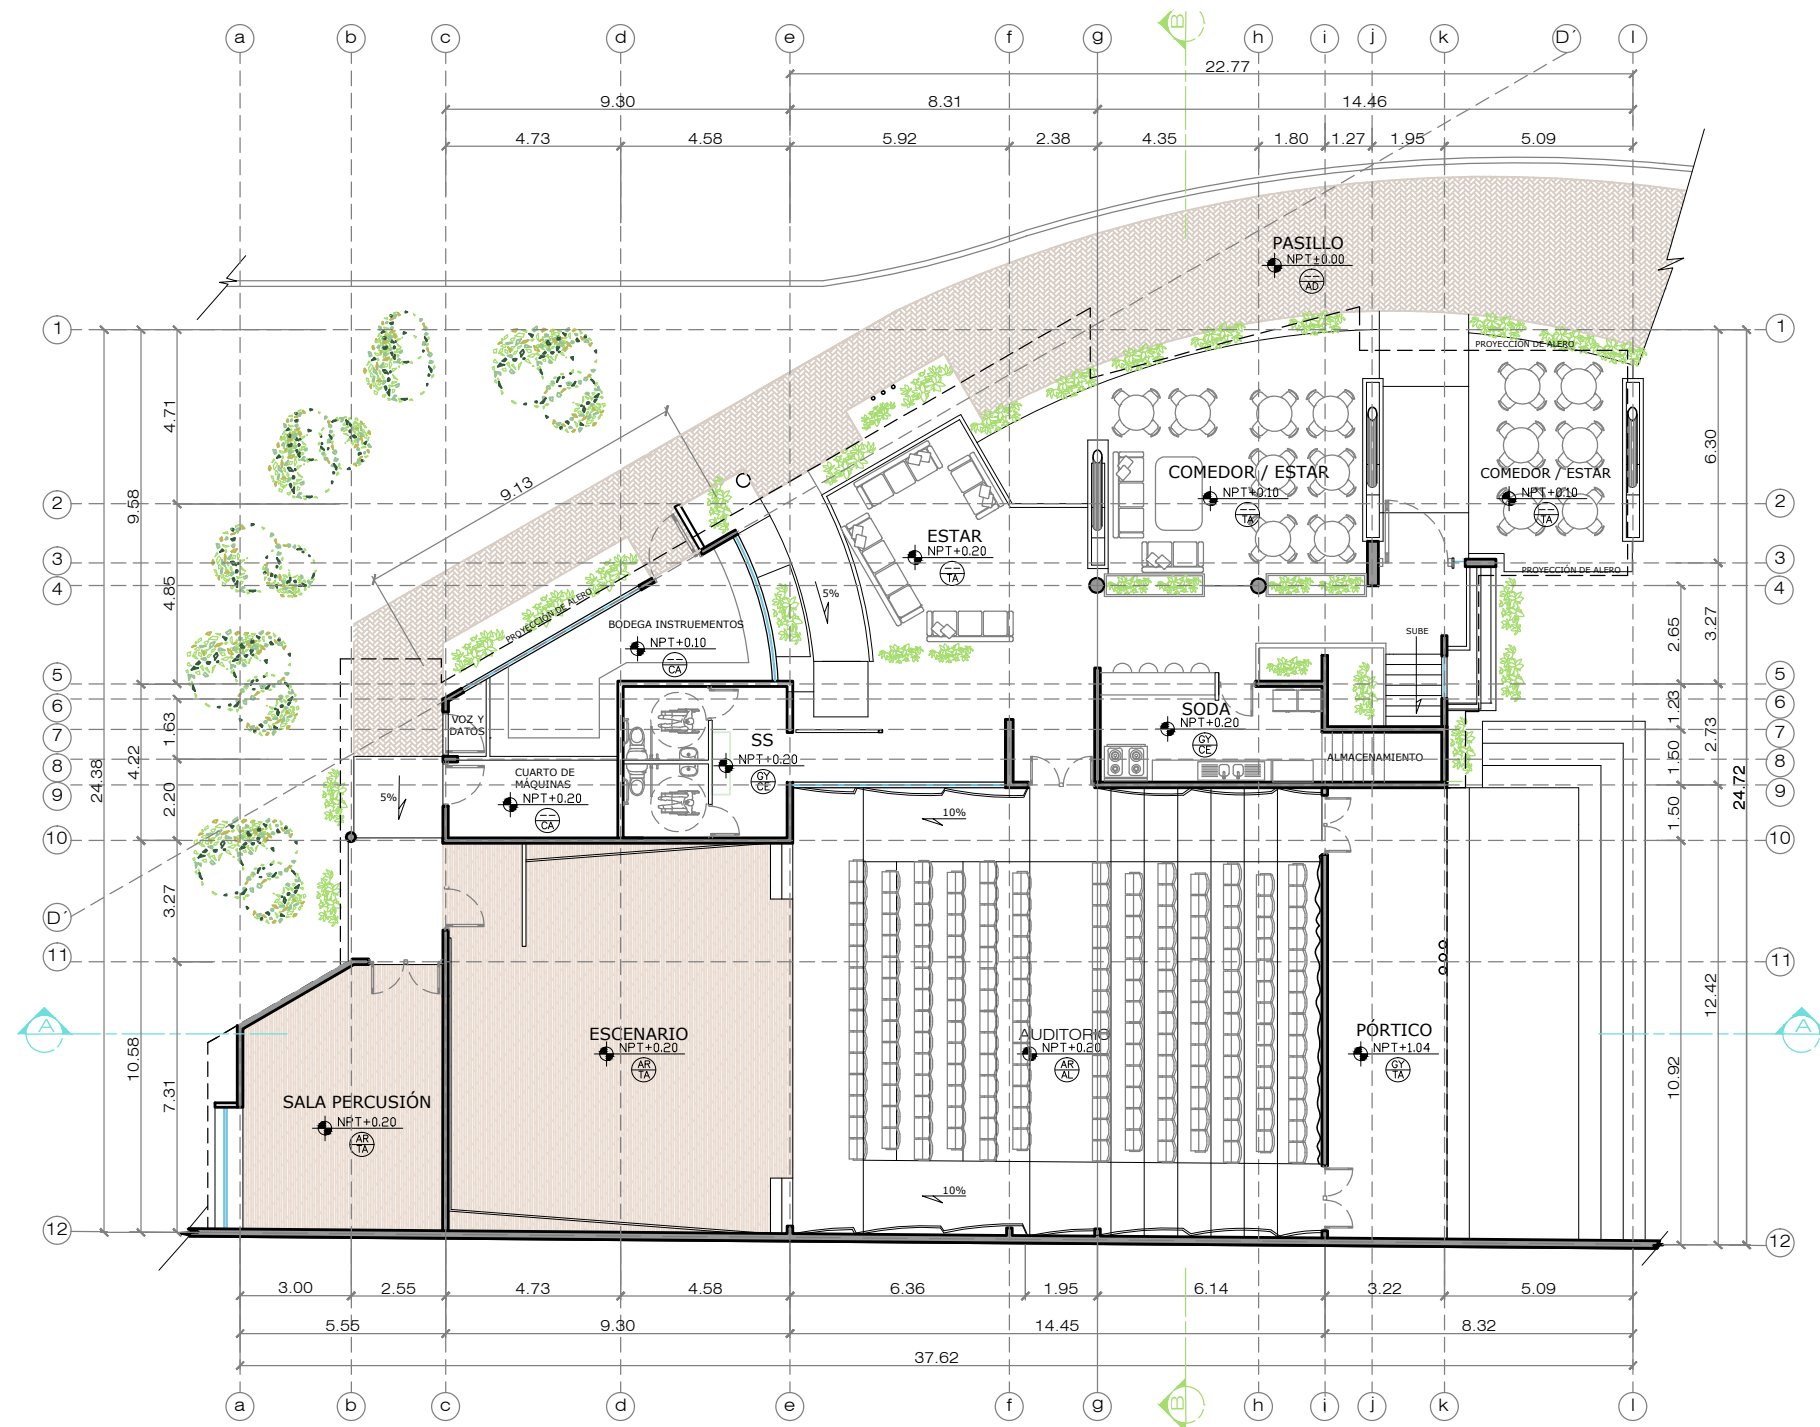 a b c d e f g h i j k D´ l
B
22.77
9.30 8.31 14.46
4.73 4.58 5.92 2.38 4.35 1.80 1.27 1.95 5.09
PASILLO
NPT±0.00
--
AD
1 1
PROYECCIÓN DE ALERO
4.71
9.58
24.38
4.85
9.13
6.30
COMEDOR / ESTAR
NPT+0.10
--
TA
COMEDOR / ESTAR
NPT+0.10
--
TA
2 2
ESTAR
NPT+0.20
--
TA
3 3
PROYECCIÓN DE ALERO
4 4
5%
PROYECCIÓN DE ALERO
BODEGA INSTRUEMENTOS
NPT+0.10
--
CA
SUBE
2.65
3.27
5 5
6 6
VOZ Y
DATOS
SODA
NPT+0.20
GY
CE
1.23
2.73
1.63
4.22
7 7
SS
NPT+0.20
GY
CE
8 8
ALMACENAMIENTO
1.50
24.72
CUARTO DE
MÁQUINAS
NPT+0.20
--
CA
5%
2.20
9 9
10%
1.50
10 10
3.27
D´
11 11
A A
ESCENARIO
NPT+0.20
AR
TA
AUDITORIO
NPT+0.20
AR
AL
PÓRTICO
NPT+1.04
GY
TA
12.42
10.58
7.31
10.92
SALA PERCUSIÓN
NPT+0.20
AR
TA
10%
12 12
3.00 2.55 4.73 4.58 6.36 1.95 6.14 3.22 5.09
5.55 9.30 14.45 8.32
37.62
B
a b c d e f g h i j k l